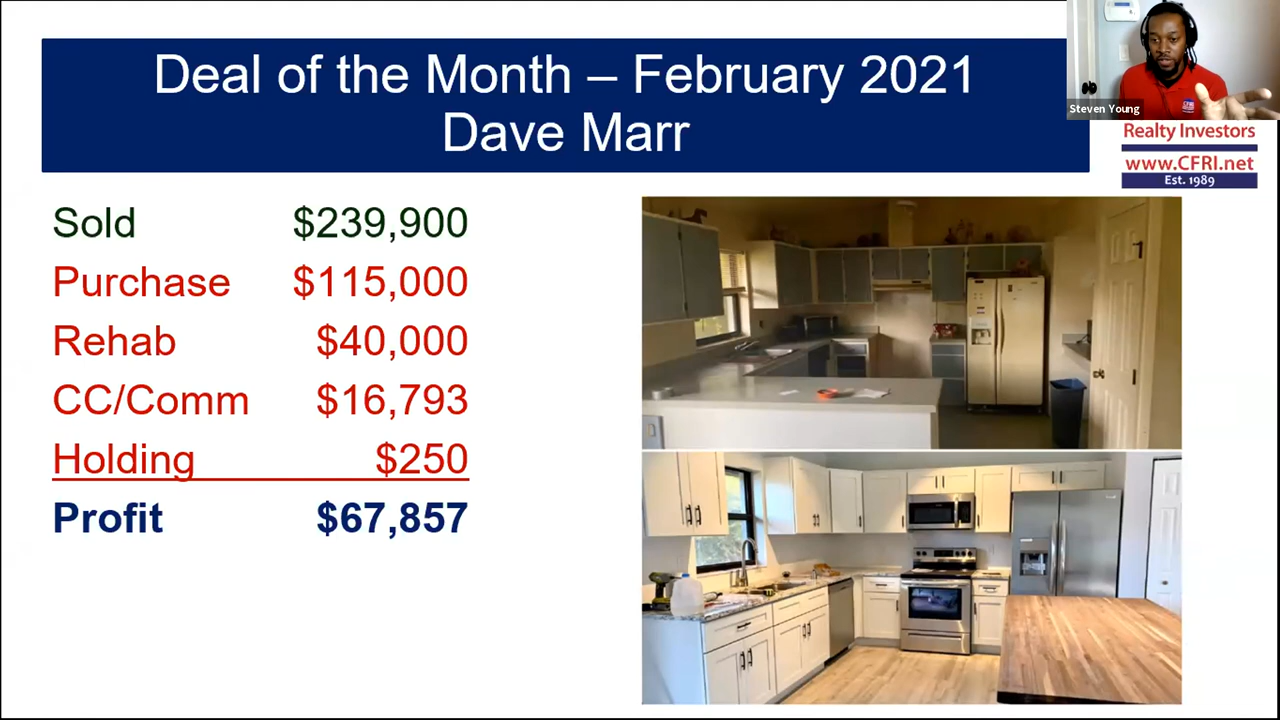 Deal of the Month – February 2021
Dave Marr
Steven Young
Realty Investors
www.CFRI.net
Est. 1989
Sold $239,900
Purchase $115,000
Rehab $40,000
CC/Comm $16,793
Holding $250
Profit $67,857